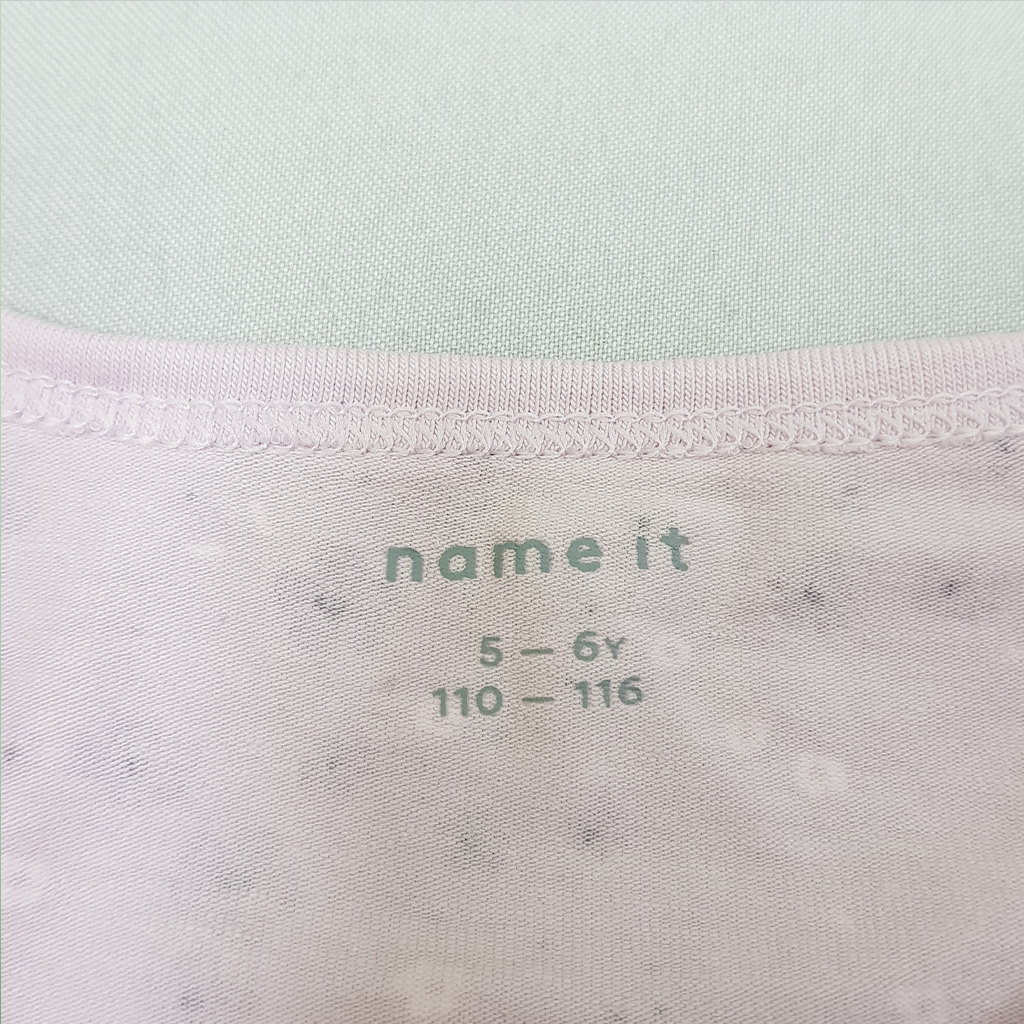 name it
5 – 6Y
110 – 116